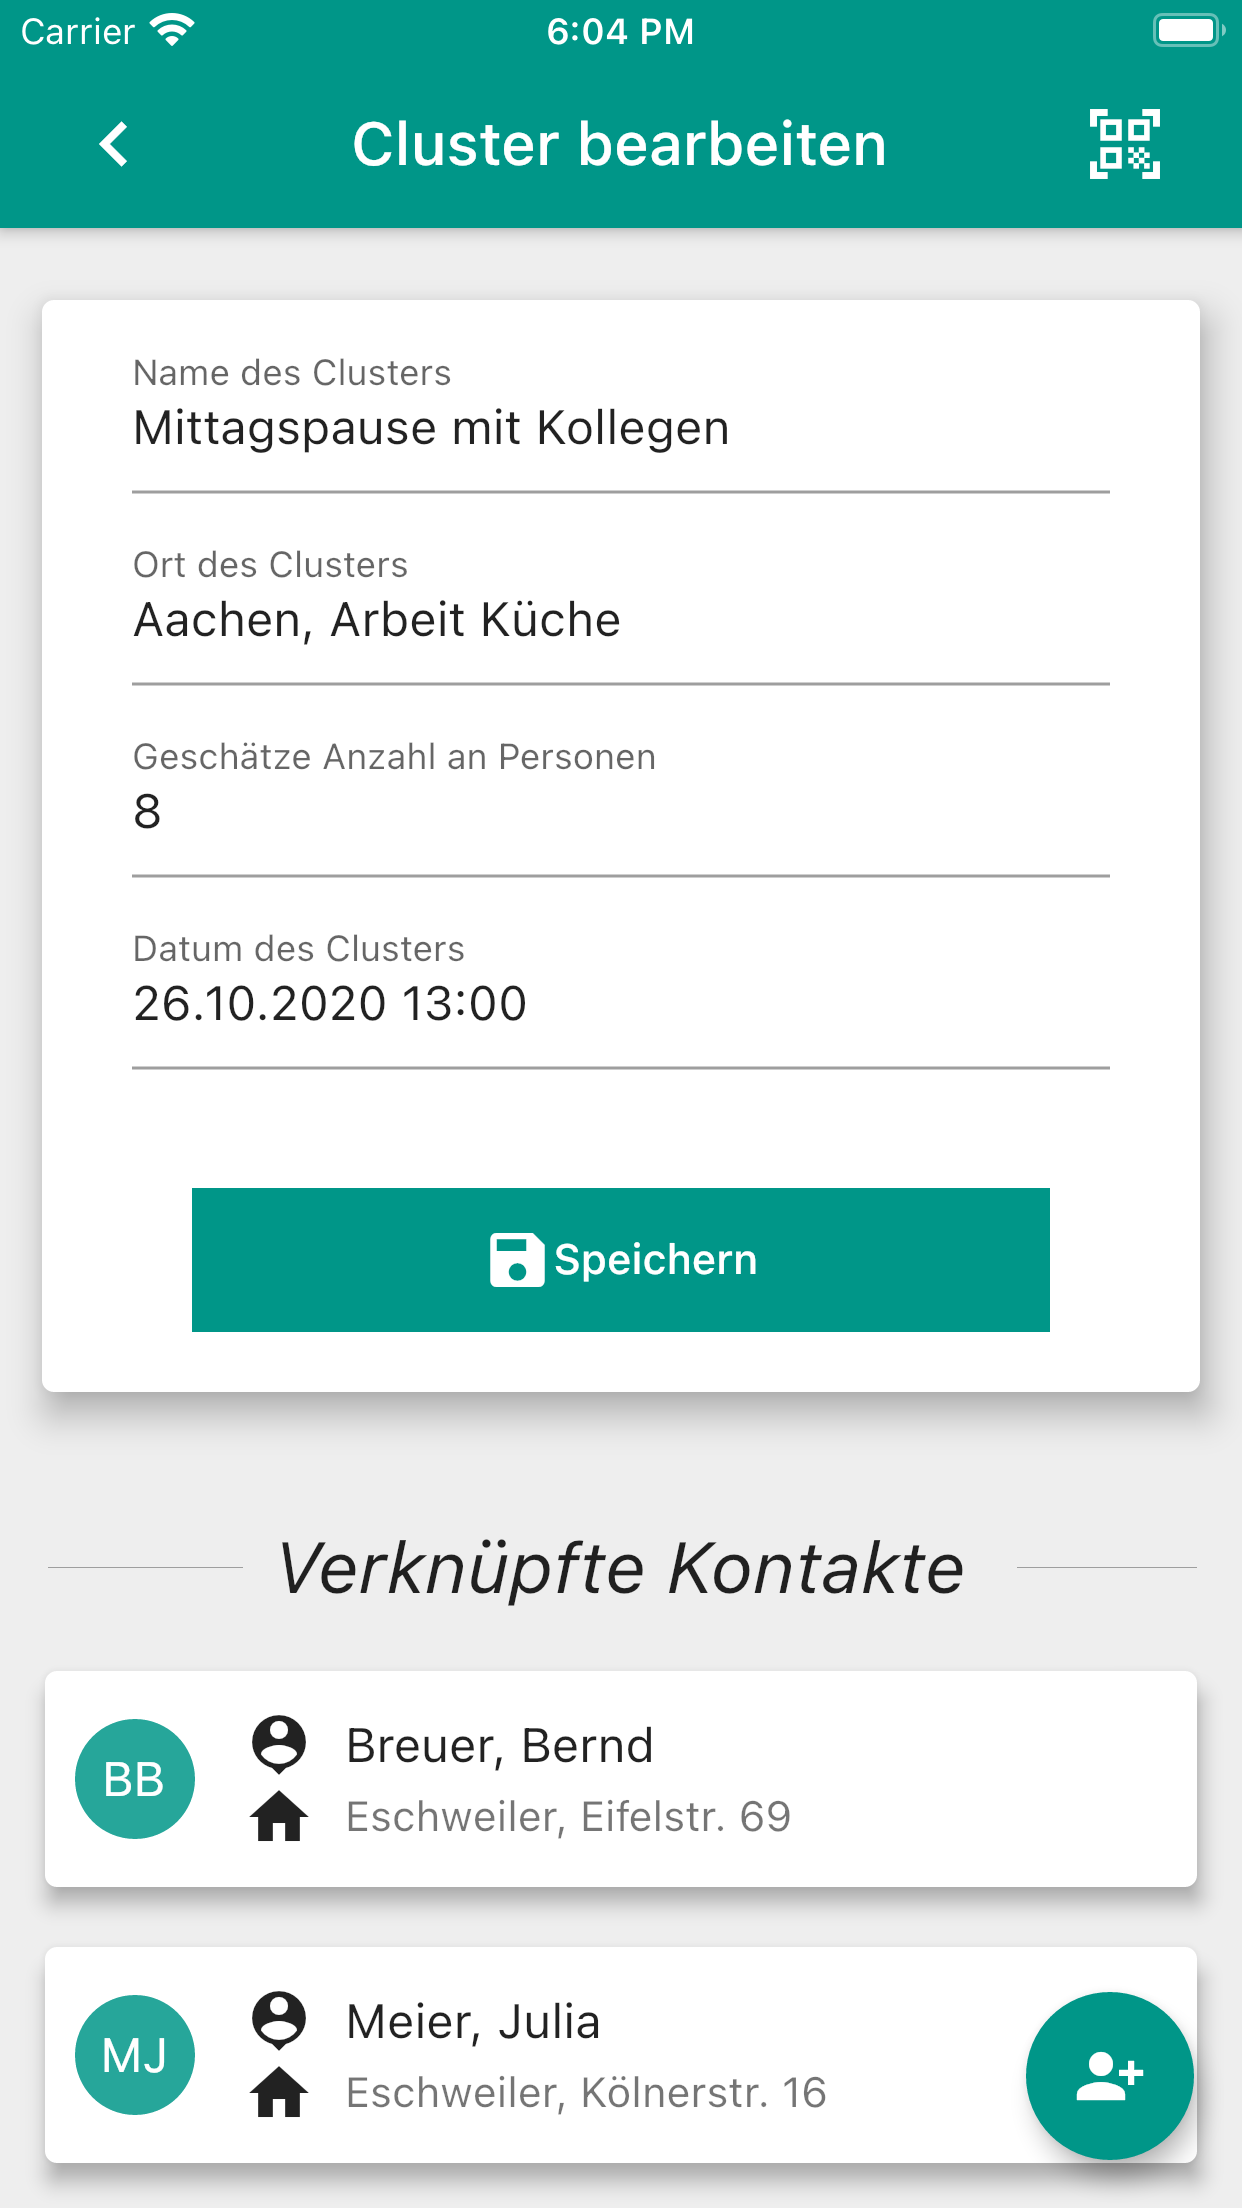 Carrier 6:04 PM
Cluster bearbeiten
Name des Clusters
Mittagspause mit Kollegen
Ort des Clusters
Aachen, Arbeit Küche
Geschätze Anzahl an Personen
8
Datum des Clusters
26.10.2020 13:00
Speichern
Verknüpfte Kontakte
BB
Breuer, Bernd
Eschweiler, Eifelstr. 69
MJ
Meier, Julia
Eschweiler, Kölnerstr. 16